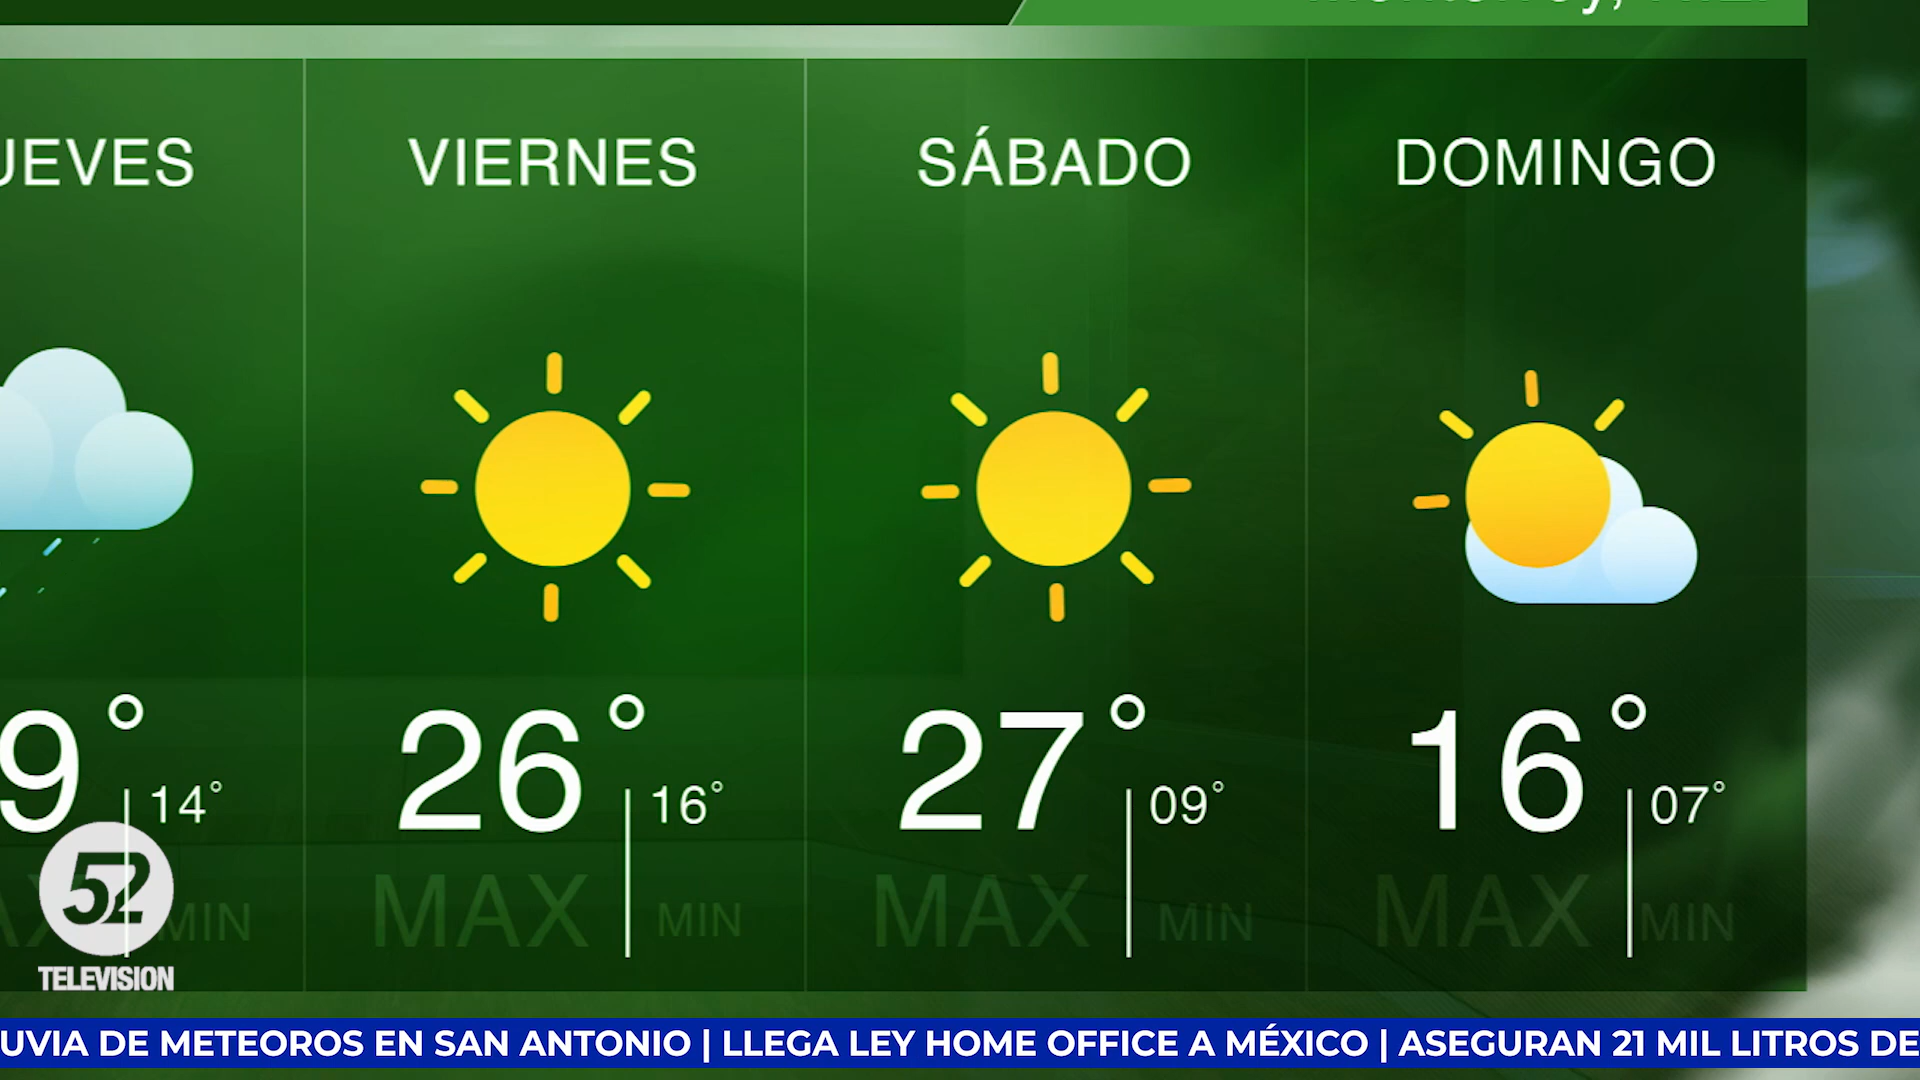 UEVES VIERNES SÁBADO DOMINGO
9° 14° 26° 16° 27° 09° 16° 07°
MIN MAX MIN MAX MIN MAX MIN
52
TELEVISION
UVIA DE METEOROS EN SAN ANTONIO | LLEGA LEY HOME OFFICE A MÉXICO | ASEGURAN 21 MIL LITROS DE